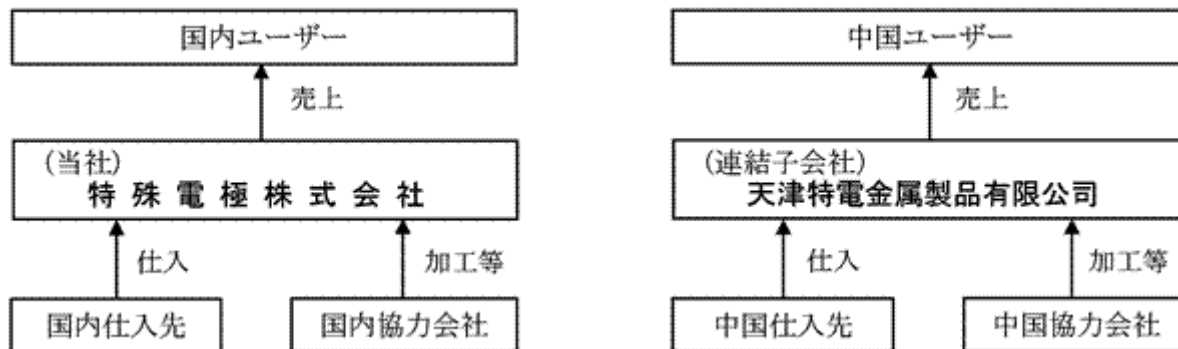 国内ユーザー
売上
(当社)
特殊電極株式会社
仕入
加工等
国内仕入先
国内協力会社
中国ユーザー
売上
(連結子会社)
天津特電金属製品有限公司
仕入
加工等
中国仕入先
中国協力会社